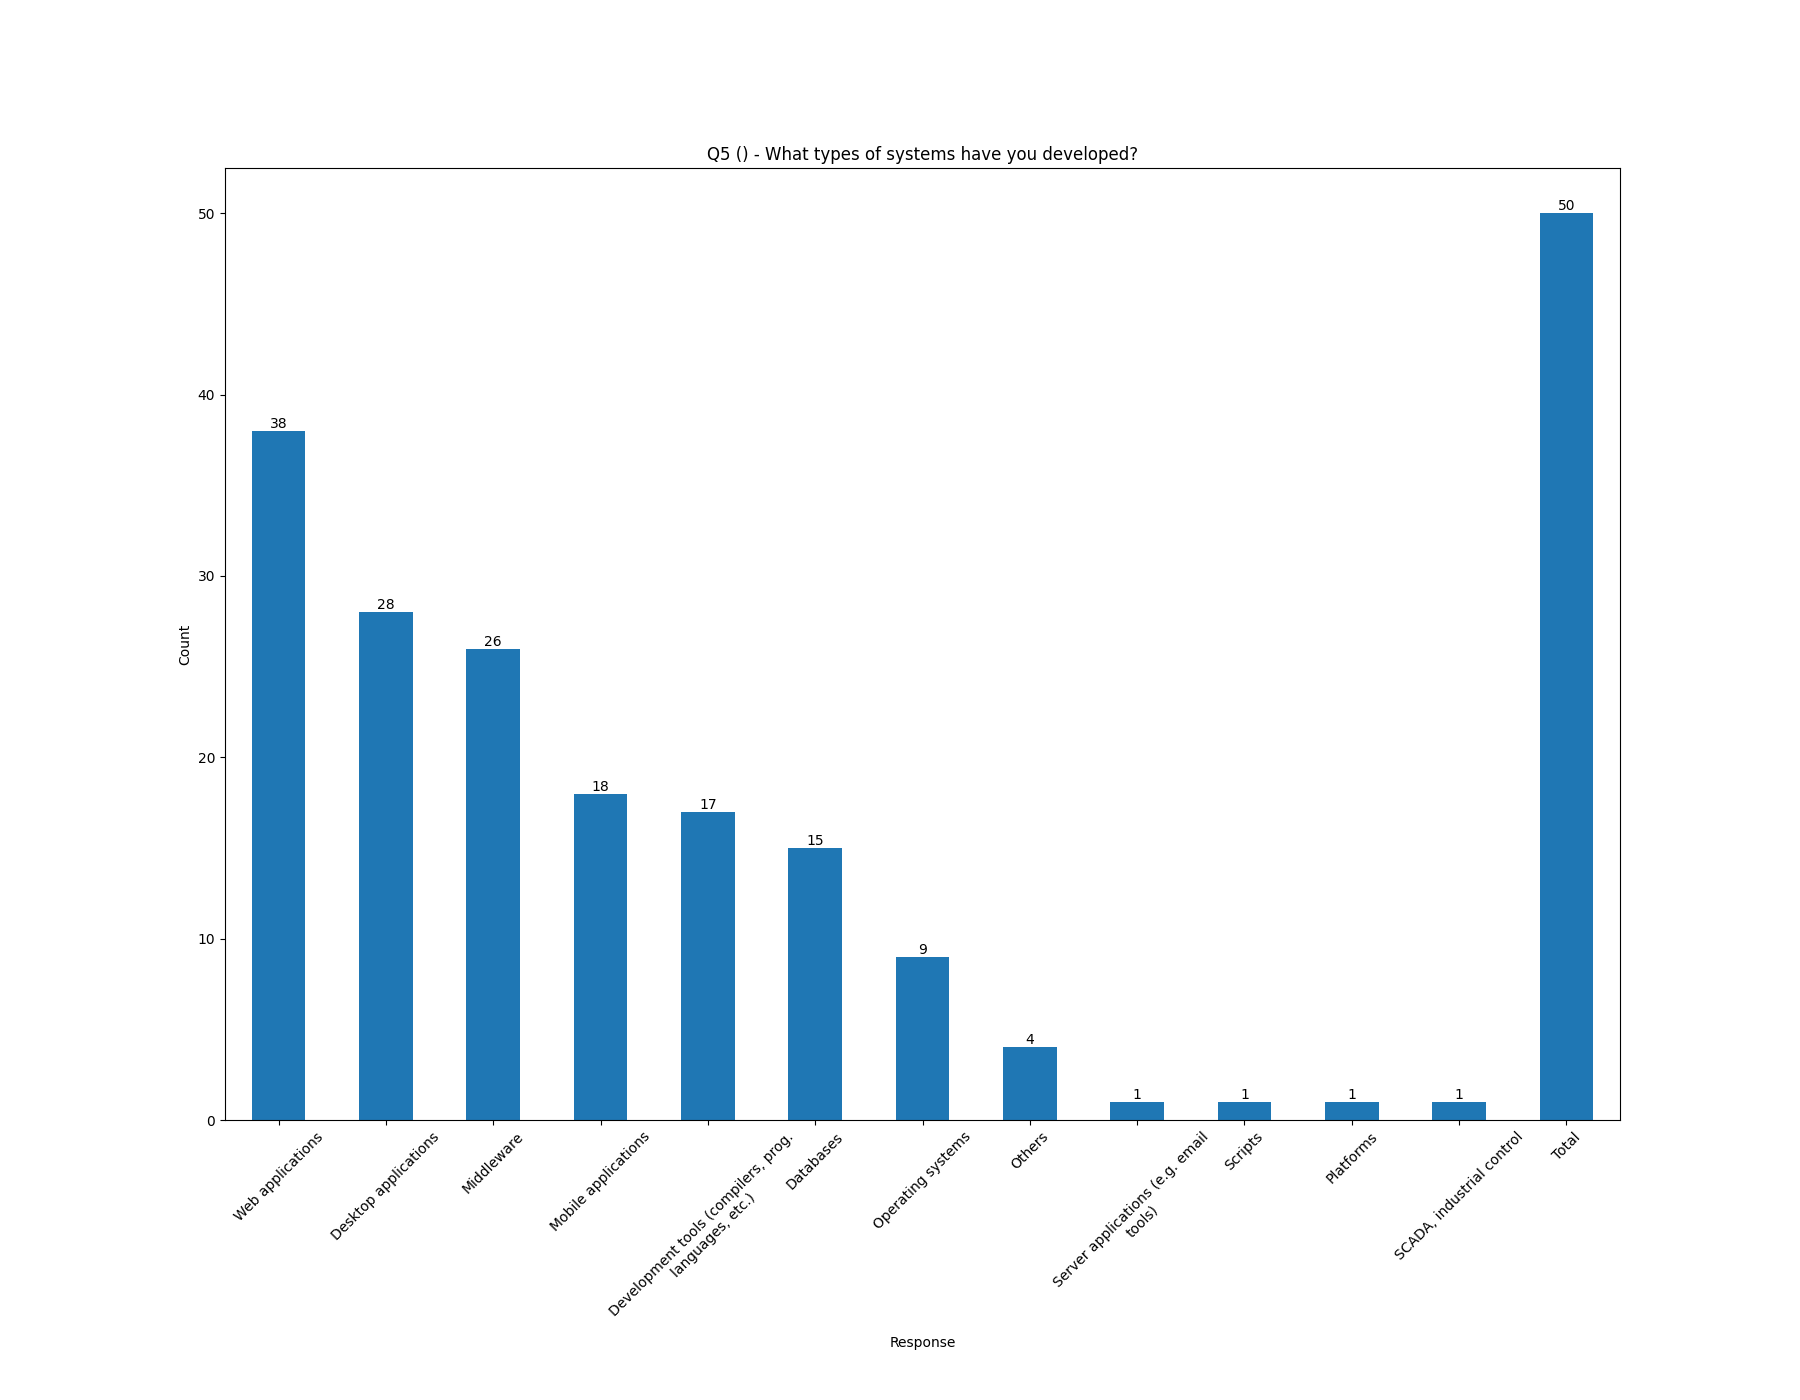 Q5 () - What types of systems have you developed?
50
40
30
20
10
0
Count
38
28
26
18
17
15
9
4
1
1
1
1
50
Web applications
Desktop applications
Middleware
Mobile applications
Development tools (compilers, prog.
languages, etc.)
Databases
Operating systems
Others
Server applications (e.g. email
tools)
Scripts
Platforms
SCADA, industrial control
Total
Response